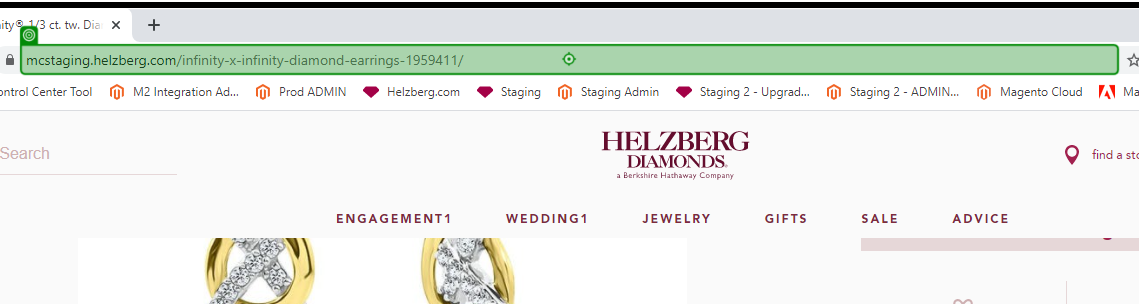 ity® 1/3 ct. tw. Dia
mcstaging.helzberg.com/infinity-x-infinity-diamond-earrings-1959411/
ontrol Center Tool M2 Integration Ad... Prod ADMIN Helzberg.com Staging Staging Admin Staging 2 - Upgrad... Staging 2 - ADMIN... Magento Cloud Ma
Search
HELZBERG
DIAMONDS®
a Berkshire Hathaway Company
find a sto
ENGAGEMENT1 WEDDING1 JEWELRY GIFTS SALE ADVICE